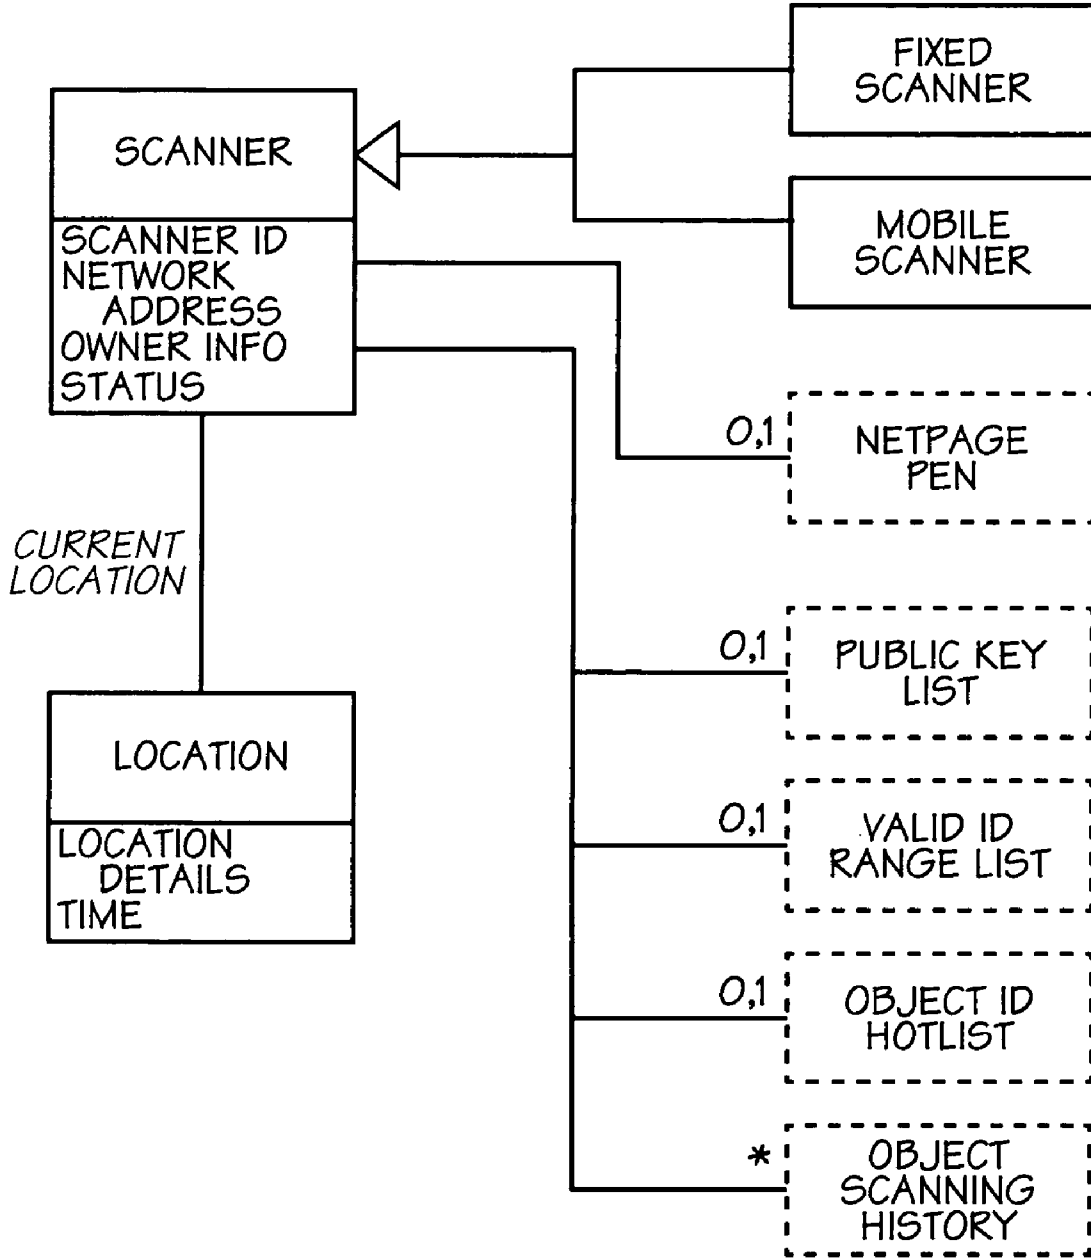 FIXED
SCANNER
SCANNER
MOBILE
SCANNER
SCANNER ID
NETWORK
ADDRESS
OWNER INFO
STATUS
0,1
NETPAGE
PEN
CURRENT
LOCATION
0,1
PUBLIC KEY
LIST
LOCATION
LOCATION
DETAILS
TIME
0,1
VALID ID
RANGE LIST
0,1
OBJECT ID
HOTLIST
*
OBJECT
SCANNING
HISTORY